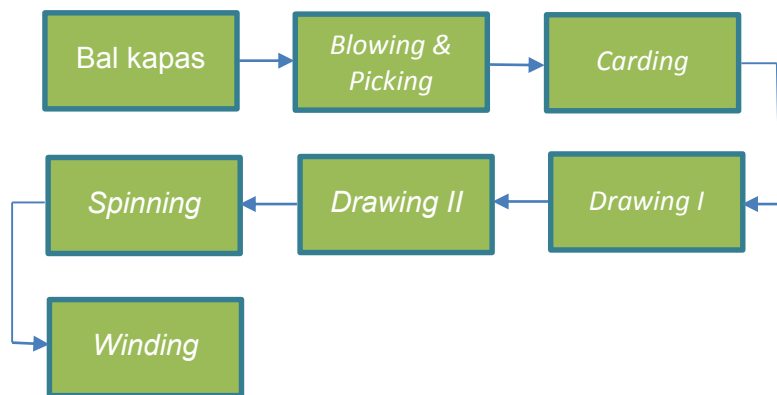 Bal kapas
Blowing &
Picking
Carding
Drawing I
Drawing II
Spinning
Winding